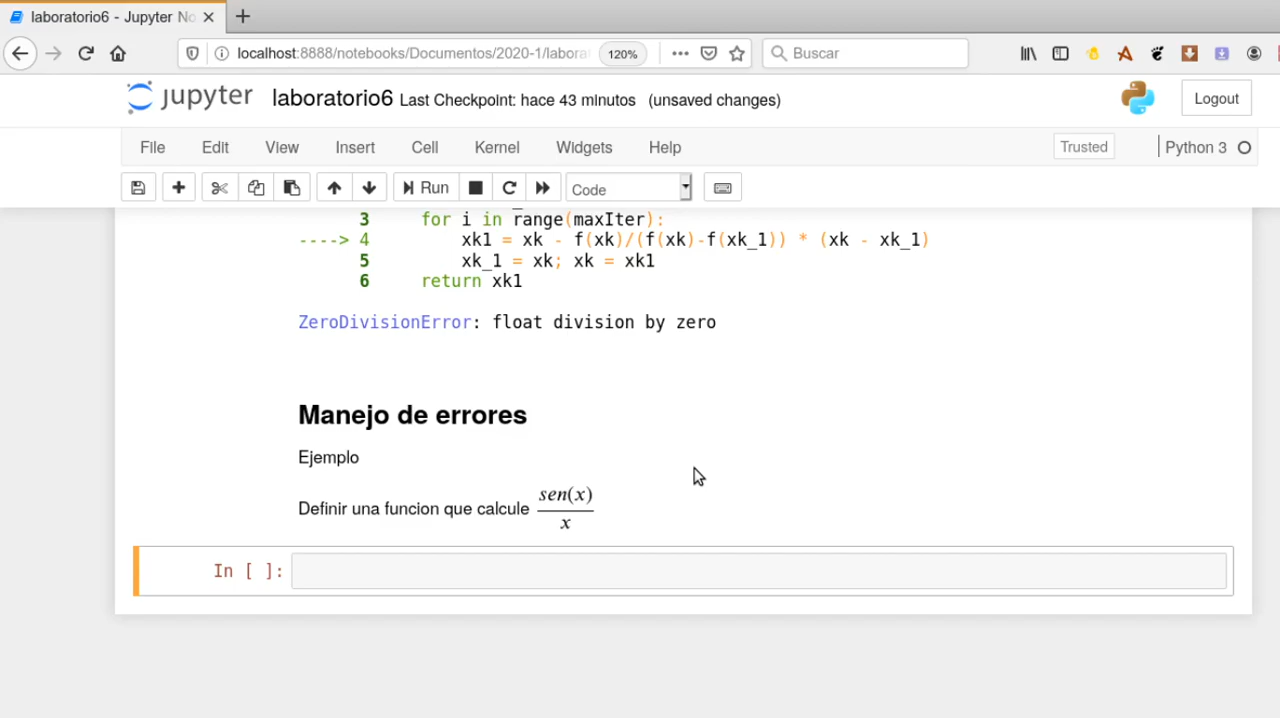 laboratorio6 - Jupyter No
localhost:8888/notebooks/Documentos/2020-1/labora
120%
Buscar
jupyter laboratorio6 Last Checkpoint: hace 43 minutos (unsaved changes)
Logout
File Edit View Insert Cell Kernel Widgets Help Trusted Python 3
Run Code
3 for i in range(maxIter):
----> 4 xk1 = xk - f(xk)/(f(xk)-f(xk_1)) * (xk - xk_1)
5 xk_1 = xk; xk = xk1
6 return xk1
ZeroDivisionError: float division by zero
Manejo de errores
Ejemplo
Definir una funcion que calcule sen(x)/x
In [ ]: